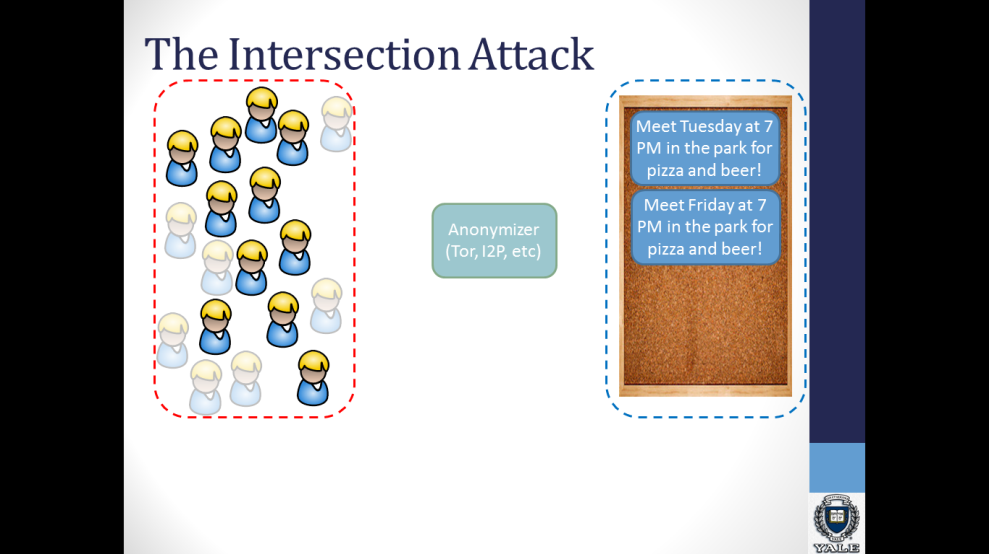 The Intersection Attack
Meet Tuesday at 7
PM in the park for
pizza and beer!
Meet Friday at 7
PM in the park for
pizza and beer!
Anonymizer
(Tor, I2P, etc)
YALE